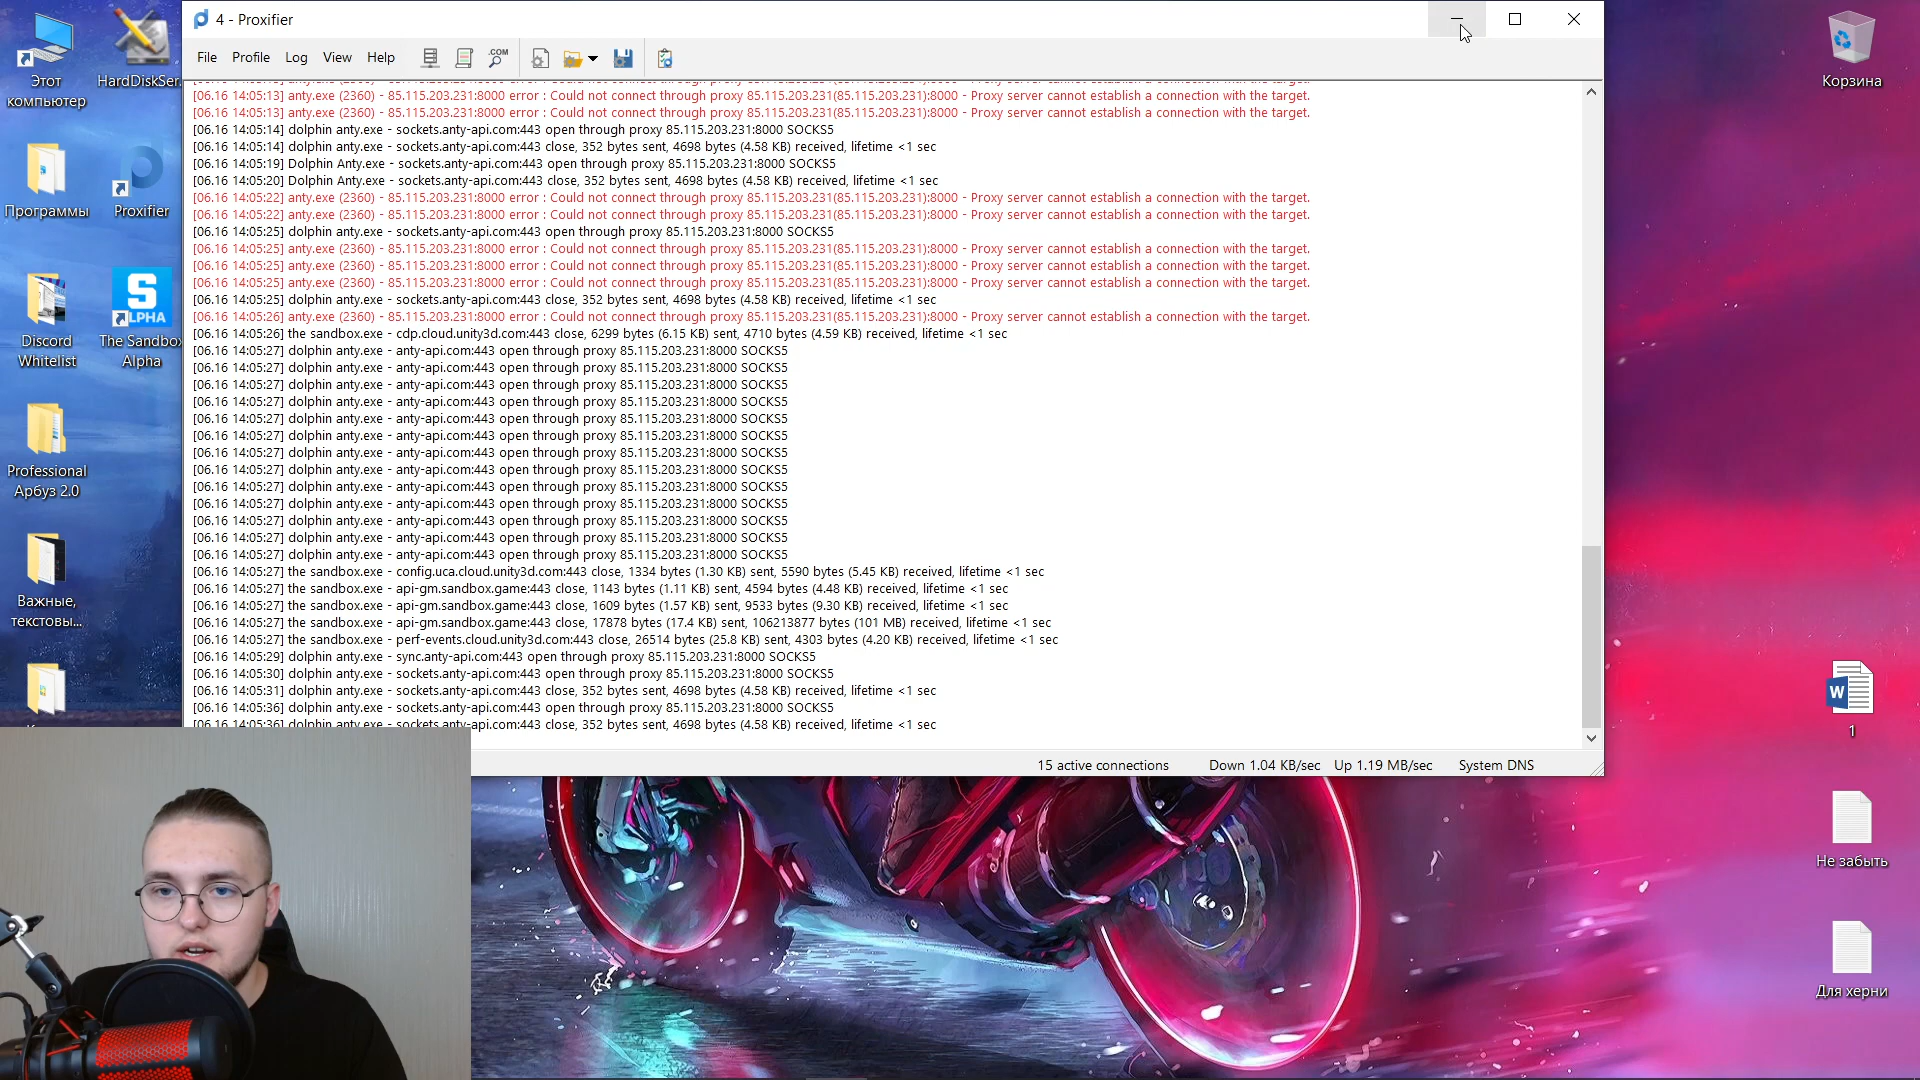 4 - Proxifier
File Profile Log View Help
.COM
[06.16 14:05:13] anty.exe (2360) - 85.115.203.231:8000 error : Could not connect through proxy 85.115.203.231(85.115.203.231):8000 - Proxy server cannot establish a connection with the target.
[06.16 14:05:13] anty.exe (2360) - 85.115.203.231:8000 error : Could not connect through proxy 85.115.203.231(85.115.203.231):8000 - Proxy server cannot establish a connection with the target.
[06.16 14:05:14] dolphin anty.exe - sockets.anty-api.com:443 open through proxy 85.115.203.231:8000 SOCKS5
[06.16 14:05:14] dolphin anty.exe - sockets.anty-api.com:443 close, 352 bytes sent, 4698 bytes (4.58 KB) received, lifetime <1 sec
[06.16 14:05:19] Dolphin Anty.exe - sockets.anty-api.com:443 open through proxy 85.115.203.231:8000 SOCKS5
[06.16 14:05:20] Dolphin Anty.exe - sockets.anty-api.com:443 close, 352 bytes sent, 4698 bytes (4.58 KB) received, lifetime <1 sec
[06.16 14:05:22] anty.exe (2360) - 85.115.203.231:8000 error : Could not connect through proxy 85.115.203.231(85.115.203.231):8000 - Proxy server cannot establish a connection with the target.
[06.16 14:05:22] anty.exe (2360) - 85.115.203.231:8000 error : Could not connect through proxy 85.115.203.231(85.115.203.231):8000 - Proxy server cannot establish a connection with the target.
[06.16 14:05:25] dolphin anty.exe - sockets.anty-api.com:443 open through proxy 85.115.203.231:8000 SOCKS5
[06.16 14:05:25] anty.exe (2360) - 85.115.203.231:8000 error : Could not connect through proxy 85.115.203.231(85.115.203.231):8000 - Proxy server cannot establish a connection with the target.
[06.16 14:05:25] anty.exe (2360) - 85.115.203.231:8000 error : Could not connect through proxy 85.115.203.231(85.115.203.231):8000 - Proxy server cannot establish a connection with the target.
[06.16 14:05:25] anty.exe (2360) - 85.115.203.231:8000 error : Could not connect through proxy 85.115.203.231(85.115.203.231):8000 - Proxy server cannot establish a connection with the target.
[06.16 14:05:25] dolphin anty.exe - sockets.anty-api.com:443 close, 352 bytes sent, 4698 bytes (4.58 KB) received, lifetime <1 sec
[06.16 14:05:26] anty.exe (2360) - 85.115.203.231:8000 error : Could not connect through proxy 85.115.203.231(85.115.203.231):8000 - Proxy server cannot establish a connection with the target.
[06.16 14:05:26] the sandbox.exe - cdp.cloud.unity3d.com:443 close, 6299 bytes (6.15 KB) sent, 4710 bytes (4.59 KB) received, lifetime <1 sec
[06.16 14:05:27] dolphin anty.exe - anty-api.com:443 open through proxy 85.115.203.231:8000 SOCKS5
[06.16 14:05:27] dolphin anty.exe - anty-api.com:443 open through proxy 85.115.203.231:8000 SOCKS5
[06.16 14:05:27] dolphin anty.exe - anty-api.com:443 open through proxy 85.115.203.231:8000 SOCKS5
[06.16 14:05:27] dolphin anty.exe - anty-api.com:443 open through proxy 85.115.203.231:8000 SOCKS5
[06.16 14:05:27] dolphin anty.exe - anty-api.com:443 open through proxy 85.115.203.231:8000 SOCKS5
[06.16 14:05:27] dolphin anty.exe - anty-api.com:443 open through proxy 85.115.203.231:8000 SOCKS5
[06.16 14:05:27] dolphin anty.exe - anty-api.com:443 open through proxy 85.115.203.231:8000 SOCKS5
[06.16 14:05:27] dolphin anty.exe - anty-api.com:443 open through proxy 85.115.203.231:8000 SOCKS5
[06.16 14:05:27] dolphin anty.exe - anty-api.com:443 open through proxy 85.115.203.231:8000 SOCKS5
[06.16 14:05:27] dolphin anty.exe - anty-api.com:443 open through proxy 85.115.203.231:8000 SOCKS5
[06.16 14:05:27] dolphin anty.exe - anty-api.com:443 open through proxy 85.115.203.231:8000 SOCKS5
[06.16 14:05:27] dolphin anty.exe - anty-api.com:443 open through proxy 85.115.203.231:8000 SOCKS5
[06.16 14:05:27] dolphin anty.exe - anty-api.com:443 open through proxy 85.115.203.231:8000 SOCKS5
[06.16 14:05:27] the sandbox.exe - config.uca.cloud.unity3d.com:443 close, 1334 bytes (1.30 KB) sent, 5590 bytes (5.45 KB) received, lifetime <1 sec
[06.16 14:05:27] the sandbox.exe - api-gm.sandbox.game:443 close, 1143 bytes (1.11 KB) sent, 4594 bytes (4.48 KB) received, lifetime <1 sec
[06.16 14:05:27] the sandbox.exe - api-gm.sandbox.game:443 close, 1609 bytes (1.57 KB) sent, 9533 bytes (9.30 KB) received, lifetime <1 sec
[06.16 14:05:27] the sandbox.exe - api-gm.sandbox.game:443 close, 17878 bytes (17.4 KB) sent, 106213877 bytes (101 MB) received, lifetime <1 sec
[06.16 14:05:27] the sandbox.exe - perf-events.cloud.unity3d.com:443 close, 26514 bytes (25.8 KB) sent, 4303 bytes (4.20 KB) received, lifetime <1 sec
[06.16 14:05:29] dolphin anty.exe - sync.anty-api.com:443 open through proxy 85.115.203.231:8000 SOCKS5
[06.16 14:05:30] dolphin anty.exe - sockets.anty-api.com:443 open through proxy 85.115.203.231:8000 SOCKS5
[06.16 14:05:31] dolphin anty.exe - sockets.anty-api.com:443 close, 352 bytes sent, 4698 bytes (4.58 KB) received, lifetime <1 sec
[06.16 14:05:36] dolphin anty.exe - sockets.anty-api.com:443 open through proxy 85.115.203.231:8000 SOCKS5
[06.16 14:05:36] dolphin anty.exe - sockets.anty-api.com:443 close, 352 bytes sent, 4698 bytes (4.58 KB) received, lifetime <1 sec
15 active connections Down 1.04 KB/sec Up 1.19 MB/sec System DNS
Этот
компьютер
HardDiskSer
Программы
Proxifier
S
LPHA
Discord
Whitelist
The Sandbo
Alpha
Professional
Арбуз 2.0
Важные,
текстовы...
Корзина
W
1
Не забыть
Для херни